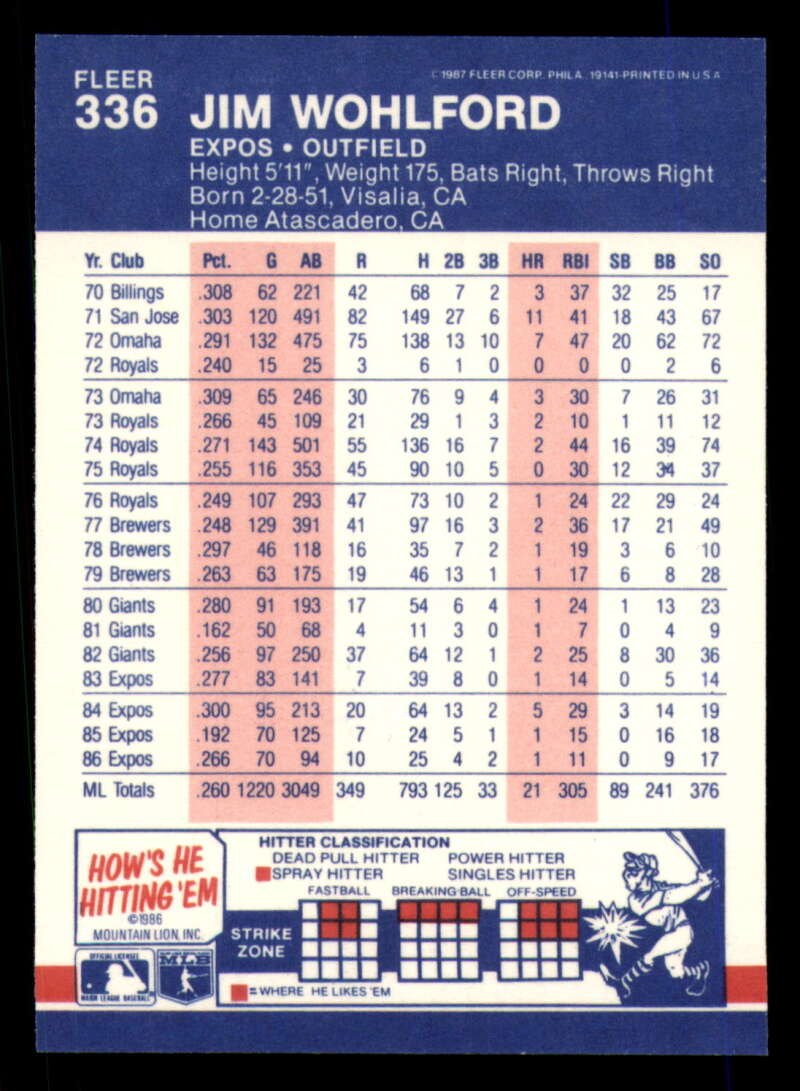 FLEER
© 1987 FLEER CORP. PHILA. 19141-PRINTED IN U S A
336 JIM WOHLFORD
EXPOS • OUTFIELD
Height 5'11", Weight 175, Bats Right, Throws Right
Born 2-28-51, Visalia, CA
Home Atascadero, CA
Yr. Club Pct. G AB R H 2B 3B HR RBI SB BB SO
70 Billings .308 62 221 42 68 7 2 3 37 32 25 17
71 San Jose .303 120 491 82 149 27 6 11 41 18 43 67
72 Omaha .291 132 475 75 138 13 10 7 47 20 62 72
72 Royals .240 15 25 3 6 1 0 0 0 0 2 6
73 Omaha .309 65 246 30 76 9 4 3 30 7 26 31
73 Royals .266 45 109 21 29 1 3 2 10 1 11 12
74 Royals .271 143 501 55 136 16 7 2 44 16 39 74
75 Royals .255 116 353 45 90 10 5 0 30 12 34 37
76 Royals .249 107 293 47 73 10 2 1 24 22 29 24
77 Brewers .248 129 391 41 97 16 3 2 36 17 21 49
78 Brewers .297 46 118 16 35 7 2 1 19 3 6 10
79 Brewers .263 63 175 19 46 13 1 1 17 6 8 28
80 Giants .280 91 193 17 54 6 4 1 24 1 13 23
81 Giants .162 50 68 4 11 3 0 1 7 0 4 9
82 Giants .256 97 250 37 64 12 1 2 25 8 30 36
83 Expos .277 83 141 7 39 8 0 1 14 0 5 14
84 Expos .300 95 213 20 64 13 2 5 29 3 14 19
85 Expos .192 70 125 7 24 5 1 1 15 0 16 18
86 Expos .266 70 94 10 25 4 2 1 11 0 9 17
ML Totals .260 1220 3049 349 793 125 33 21 305 89 241 376
HOW'S HE
HITTING 'EM
©1986
MOUNTAIN LION, INC.
OFFICIAL LICENSEE
MAJOR LEAGUE BASEBALL
MLB
HITTER CLASSIFICATION
DEAD PULL HITTER POWER HITTER
SPRAY HITTER SINGLES HITTER
FASTBALL BREAKING BALL OFF-SPEED
STRIKE
ZONE
= WHERE HE LIKES 'EM